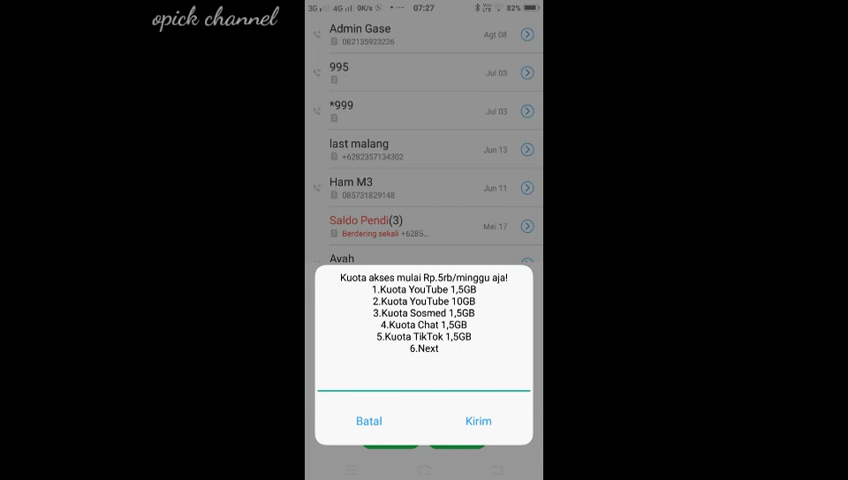 opick channel
3G 4G 0K/s ... 07:27 82%
Admin Gase
082135923226
Agt 08
995
Jul 03
*999
Jul 03
last malang
+6282357134302
Jun 13
Ham M3
085731829148
Jun 11
Saldo Pendi(3)
Berdering sekali +6285...
Mei 17
Ayah
Kuota akses mulai Rp.5rb/minggu aja!
1.Kuota YouTube 1,5GB
2.Kuota YouTube 10GB
3.Kuota Sosmed 1,5GB
4.Kuota Chat 1,5GB
5.Kuota TikTok 1,5GB
6.Next
Batal
Kirim